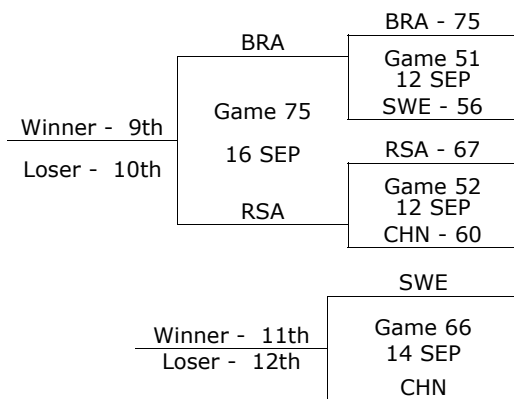 BRA - 75
BRA
Game 51
12 SEP
SWE - 56
Game 75
16 SEP
Winner - 9th
Loser - 10th
RSA - 67
RSA
Game 52
12 SEP
CHN - 60
SWE
Game 66
14 SEP
Winner - 11th
Loser - 12th
CHN